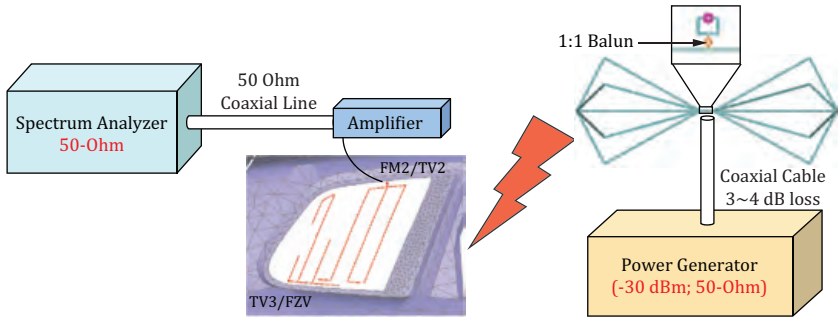 1:1 Balun
50 Ohm
Coaxial Line
Spectrum Analyzer
50-Ohm
Amplifier
FM2/TV2
Coaxial Cable
3~4 dB loss
TV3/FZV
Power Generator
(-30 dBm; 50-Ohm)